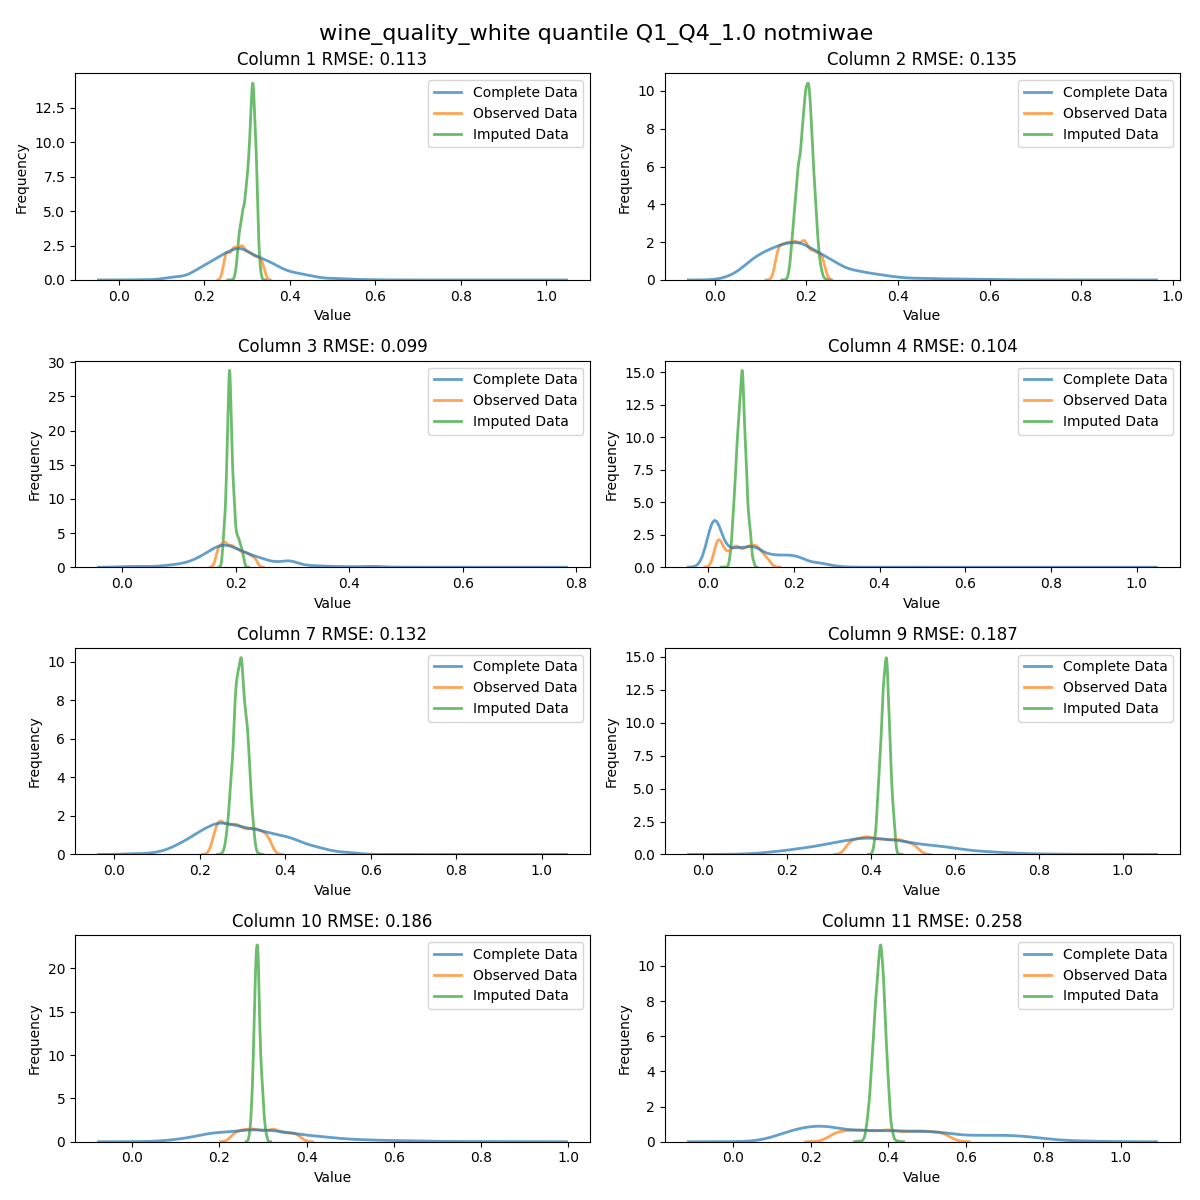 wine_quality_white quantile Q1_Q4_1.0 notmiwae
Column 1 RMSE: 0.113
Complete Data
Observed Data
Imputed Data
Frequency
12.5
10.0
7.5
5.0
2.5
0.0
0.0 0.2 0.4 0.6 0.8 1.0
Value
Column 2 RMSE: 0.135
Complete Data
Observed Data
Imputed Data
Frequency
10
8
6
4
2
0
0.0 0.2 0.4 0.6 0.8 1.0
Value
Column 3 RMSE: 0.099
Complete Data
Observed Data
Imputed Data
Frequency
30
25
20
15
10
5
0
0.0 0.2 0.4 0.6 0.8
Value
Column 4 RMSE: 0.104
Complete Data
Observed Data
Imputed Data
Frequency
15.0
12.5
10.0
7.5
5.0
2.5
0.0
0.0 0.2 0.4 0.6 0.8 1.0
Value
Column 7 RMSE: 0.132
Complete Data
Observed Data
Imputed Data
Frequency
10
8
6
4
2
0
0.0 0.2 0.4 0.6 0.8 1.0
Value
Column 9 RMSE: 0.187
Complete Data
Observed Data
Imputed Data
Frequency
15.0
12.5
10.0
7.5
5.0
2.5
0.0
0.0 0.2 0.4 0.6 0.8 1.0
Value
Column 10 RMSE: 0.186
Complete Data
Observed Data
Imputed Data
Frequency
20
15
10
5
0
0.0 0.2 0.4 0.6 0.8 1.0
Value
Column 11 RMSE: 0.258
Complete Data
Observed Data
Imputed Data
Frequency
10
8
6
4
2
0
0.0 0.2 0.4 0.6 0.8 1.0
Value